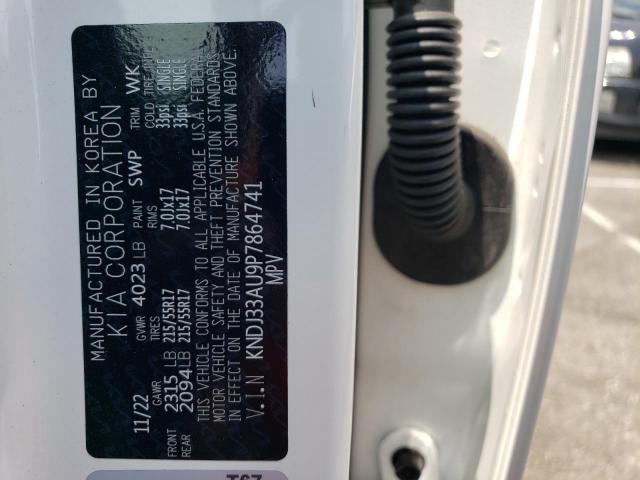 MANUFACTURED IN KOREA BY
KIA CORPORATION
11/22 GVWR 4023 LB PAINT SWP TRIM WK
GAWR TIRES RIMS COLD TIRE
FRONT 2315 LB 215/55R17 7.0JX17 33psi SINGLE
REAR 2094 LB 215/55R17 7.0JX17 33psi SINGLE
THIS VEHICLE CONFORMS TO ALL APPLICABLE U.S.A. FEDERAL
MOTOR VEHICLE SAFETY AND THEFT PREVENTION STANDARDS
IN EFFECT ON THE DATE OF MANUFACTURE SHOWN ABOVE.
V.I.N KNDJ33AU9P7864741
MPV